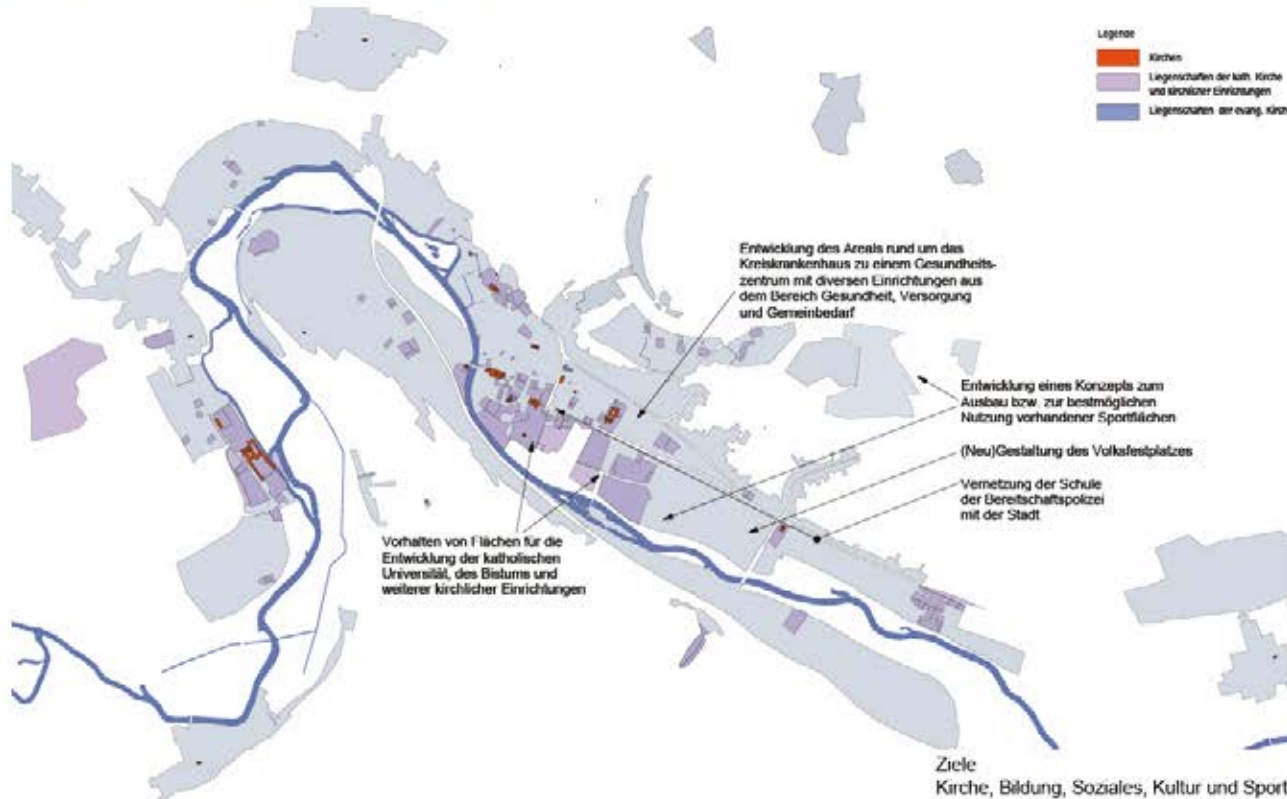 Legende
Kirchen
Liegenschaften der kath. Kirche
und kirchlicher Einrichtungen
Liegenschaften der evang. Kirche
Entwicklung des Areals rund um das
Kreiskrankenhaus zu einem Gesundheits-
zentrum mit diversen Einrichtungen aus
dem Bereich Gesundheit, Versorgung
und Gemeinbedarf
Entwicklung eines Konzepts zum
Ausbau bzw. zur bestmöglichen
Nutzung vorhandener Sportflächen
(Neu)Gestaltung des Volksfestplatzes
Vernetzung der Schule
der Bereitschaftspolizei
mit der Stadt
Vorhalten von Flächen für die
Entwicklung der katholischen
Universität, des Bistums und
weiterer kirchlicher Einrichtungen
Ziele
Kirche, Bildung, Soziales, Kultur und Sport